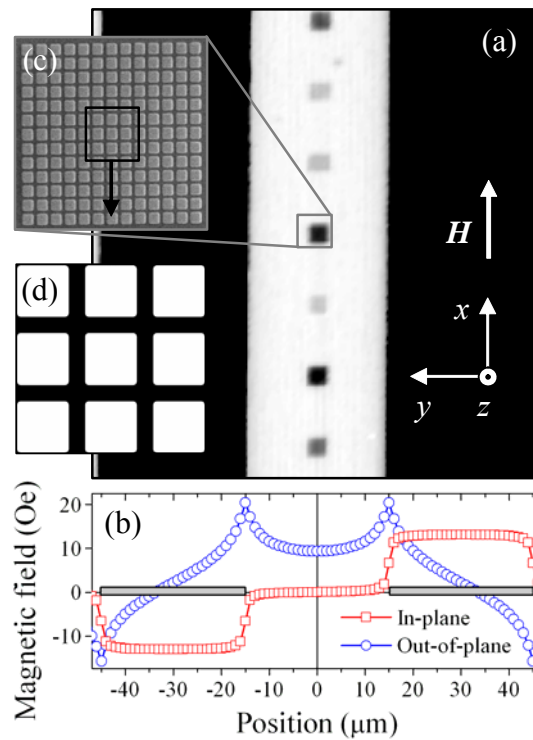 (c)
(a)
H
x
(d)
y
z
(b)
Magnetic field (Oe)
20
10
0
-10
In-plane
Out-of-plane
-40
-30
-20
-10
0
10
20
30
40
Position (μm)